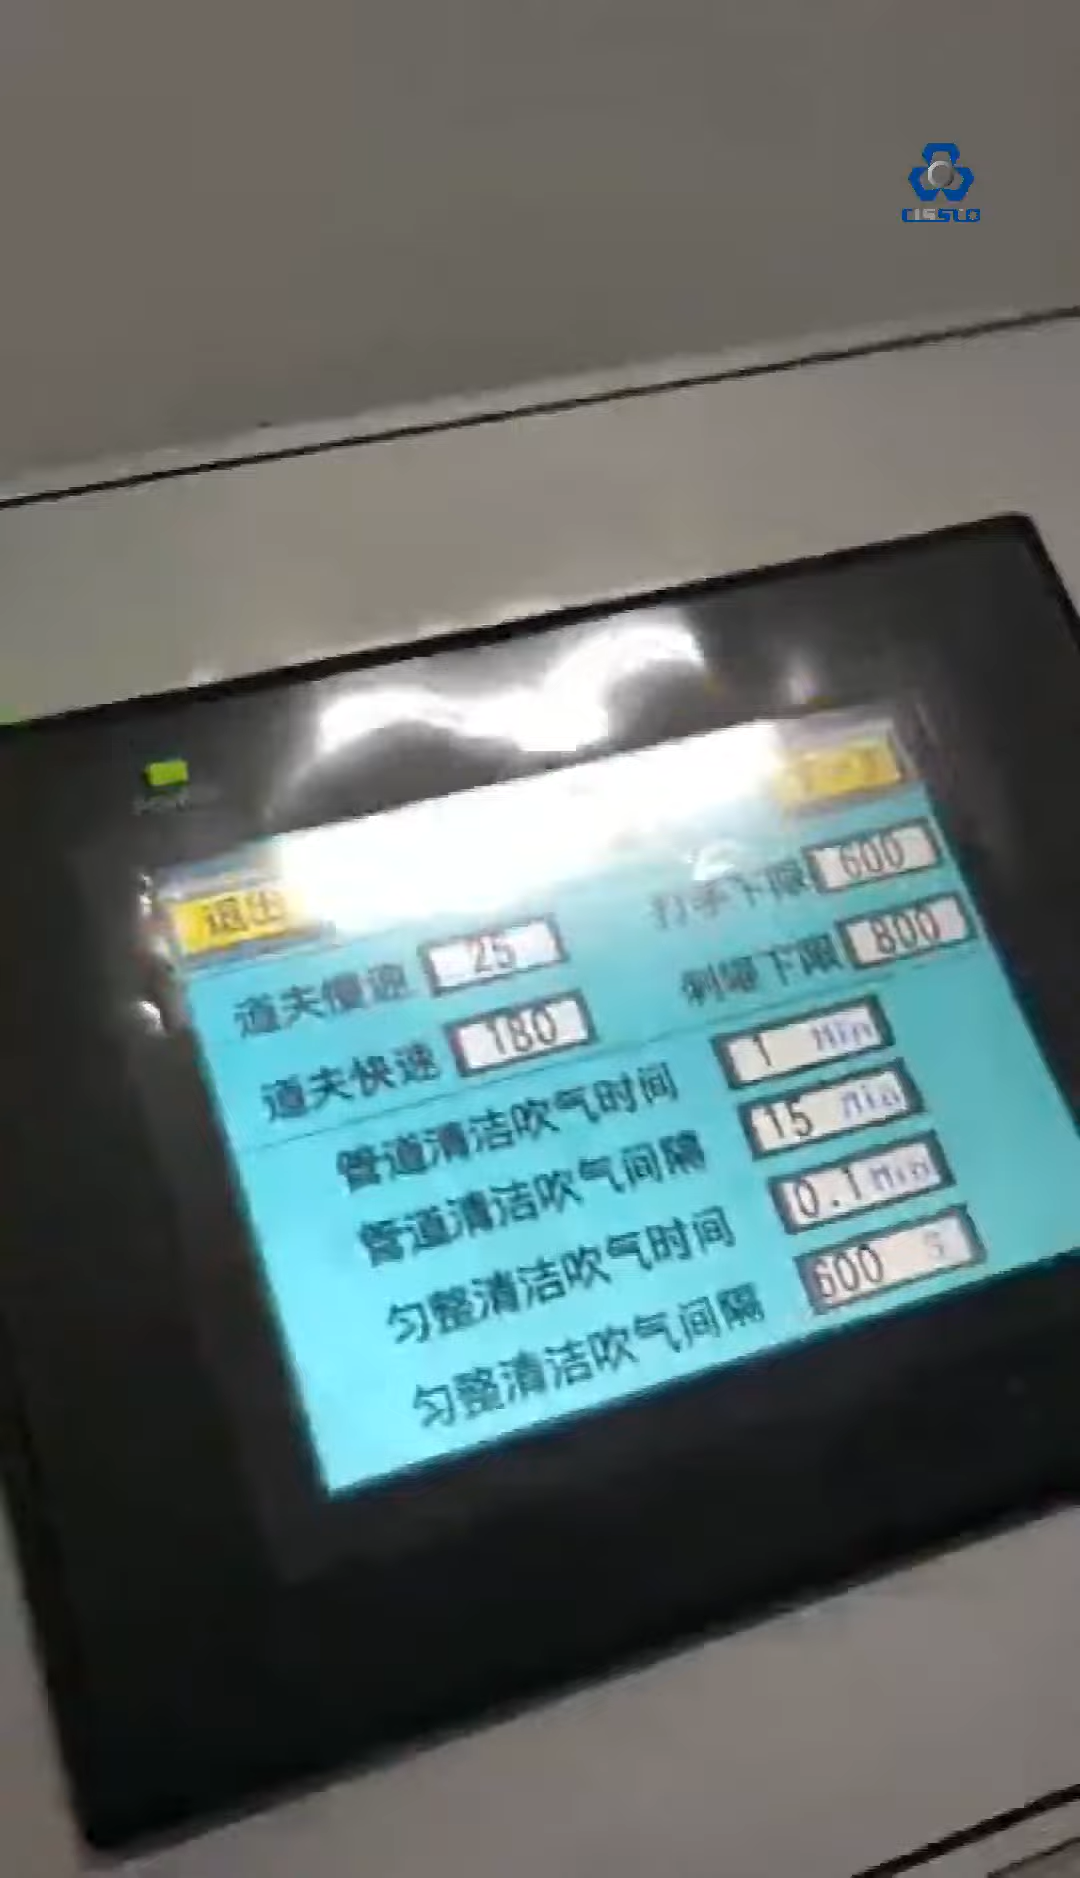 退出
道夫慢速 25 打手下限 600
道夫快速 180 刺辊下限 800
管道清洁吹气时间 1 Min
管道清洁吹气间隔 15 Min
匀整清洁吹气时间 0.1 Min
匀整清洁吹气间隔 600 S